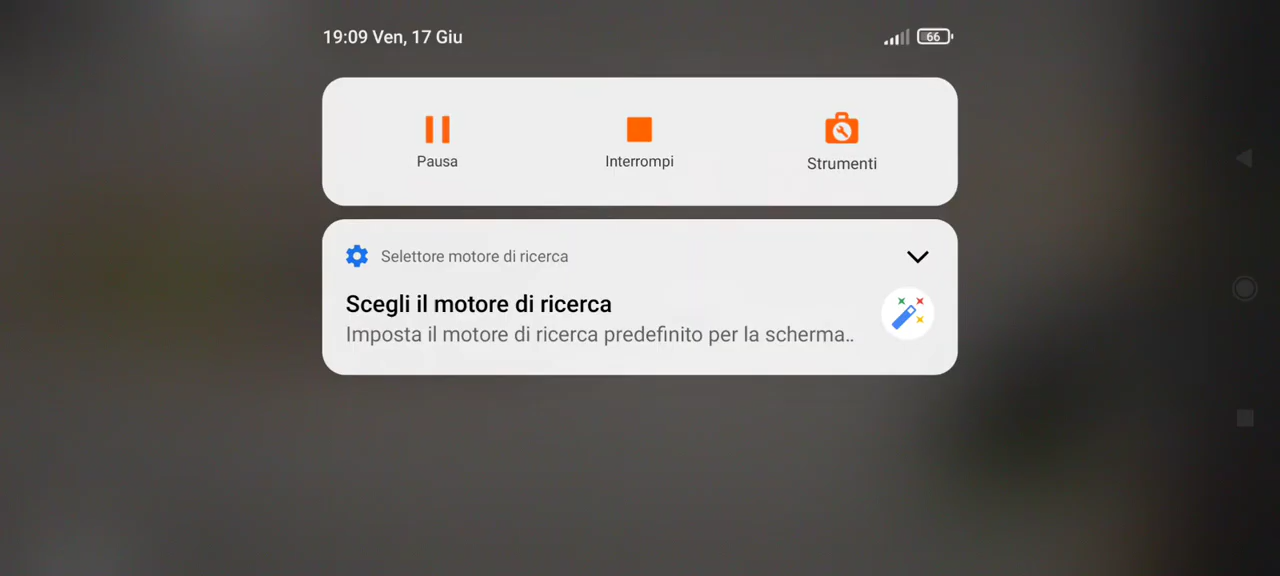 19:09 Ven, 17 Giu
66
Pausa
Interrompi
Strumenti
Selettore motore di ricerca
Scegli il motore di ricerca
Imposta il motore di ricerca predefinito per la scherma..